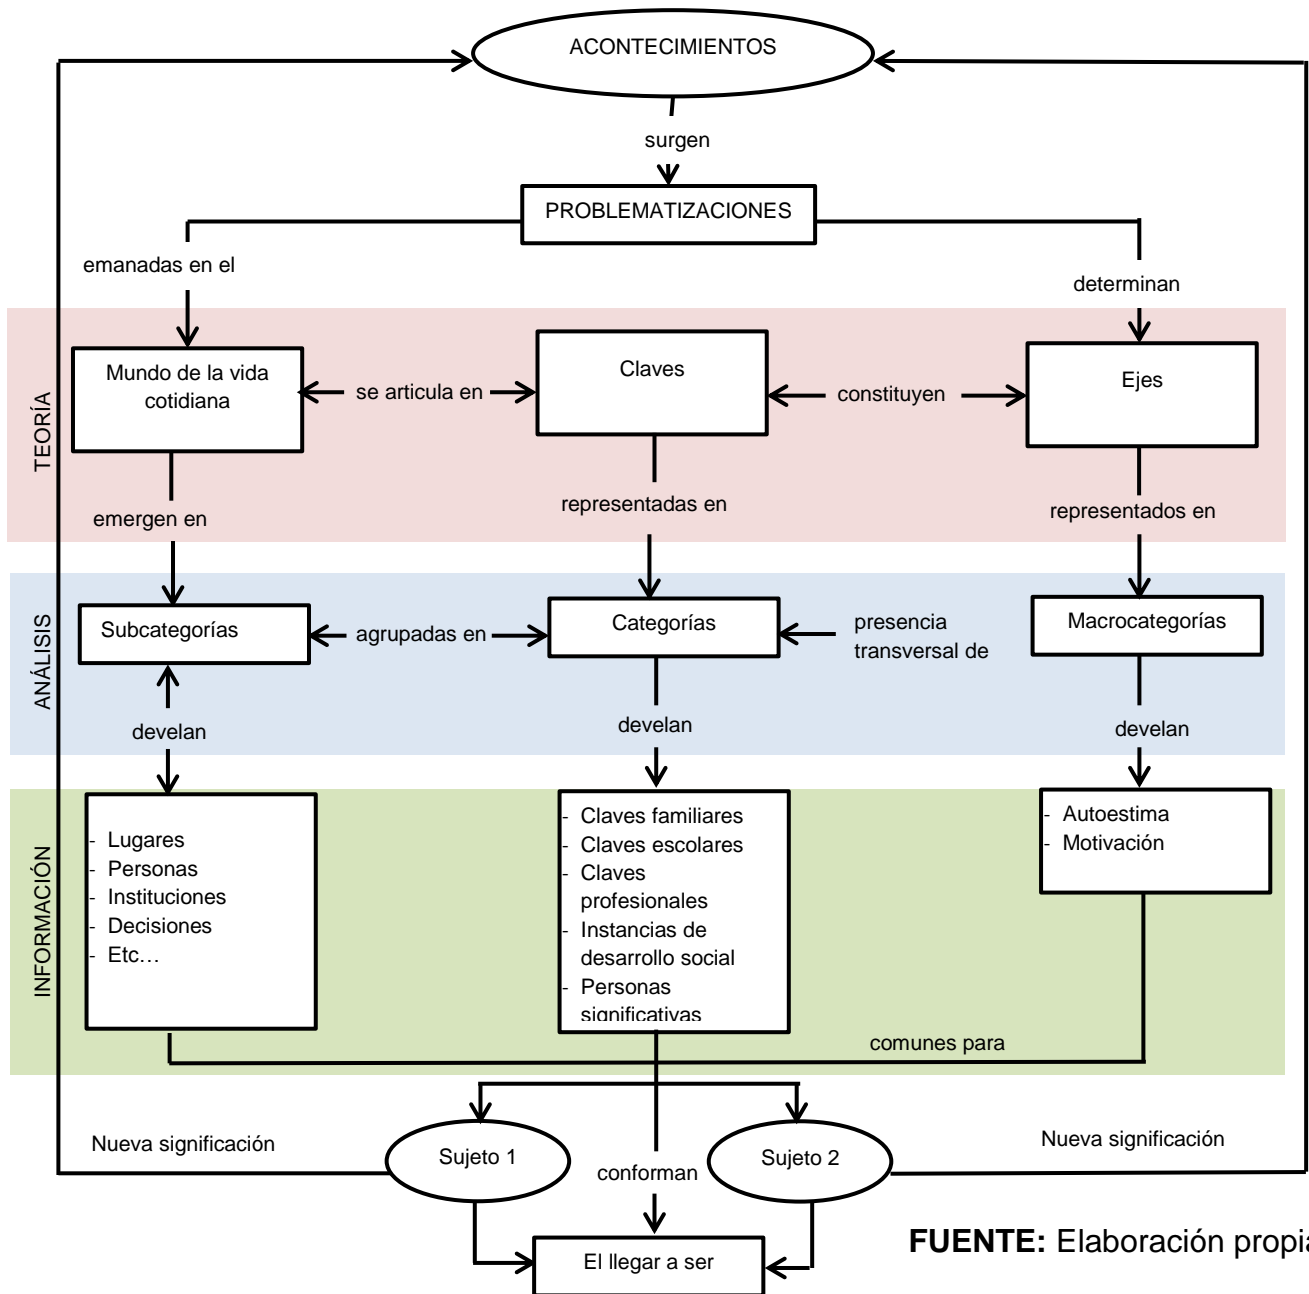 ACONTECIMIENTOS
surgen
PROBLEMATIZACIONES
emanadas en el
determinan
TEORÍA
Mundo de la vida
cotidiana
se articula en
Claves
constituyen
Ejes
emergen en
representadas en
representados en
ANÁLISIS
Subcategorías
agrupadas en
Categorías
presencia
transversal de
Macrocategorías
develan
develan
develan
INFORMACIÓN
- Lugares
- Personas
- Instituciones
- Decisiones
- Etc...
- Claves familiares
- Claves escolares
- Claves
profesionales
- Instancias de
desarrollo social
- Personas
significativas
- Autoestima
- Motivación
comunes para
Nueva significación
Sujeto 1
conforman
Sujeto 2
Nueva significación
El llegar a ser
FUENTE: Elaboración propia